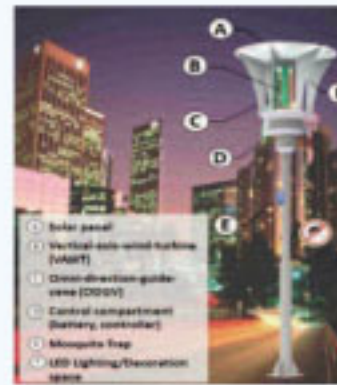 A
B
C
D
E
A Solar panel
B Vertical-axis-wind-turbine
(VAWT)
C Omni-direction-guide-
vane (ODGV)
D Control compartment
(battery, controller)
E Mosquito Trap
F LED Lighting/Decoration
space